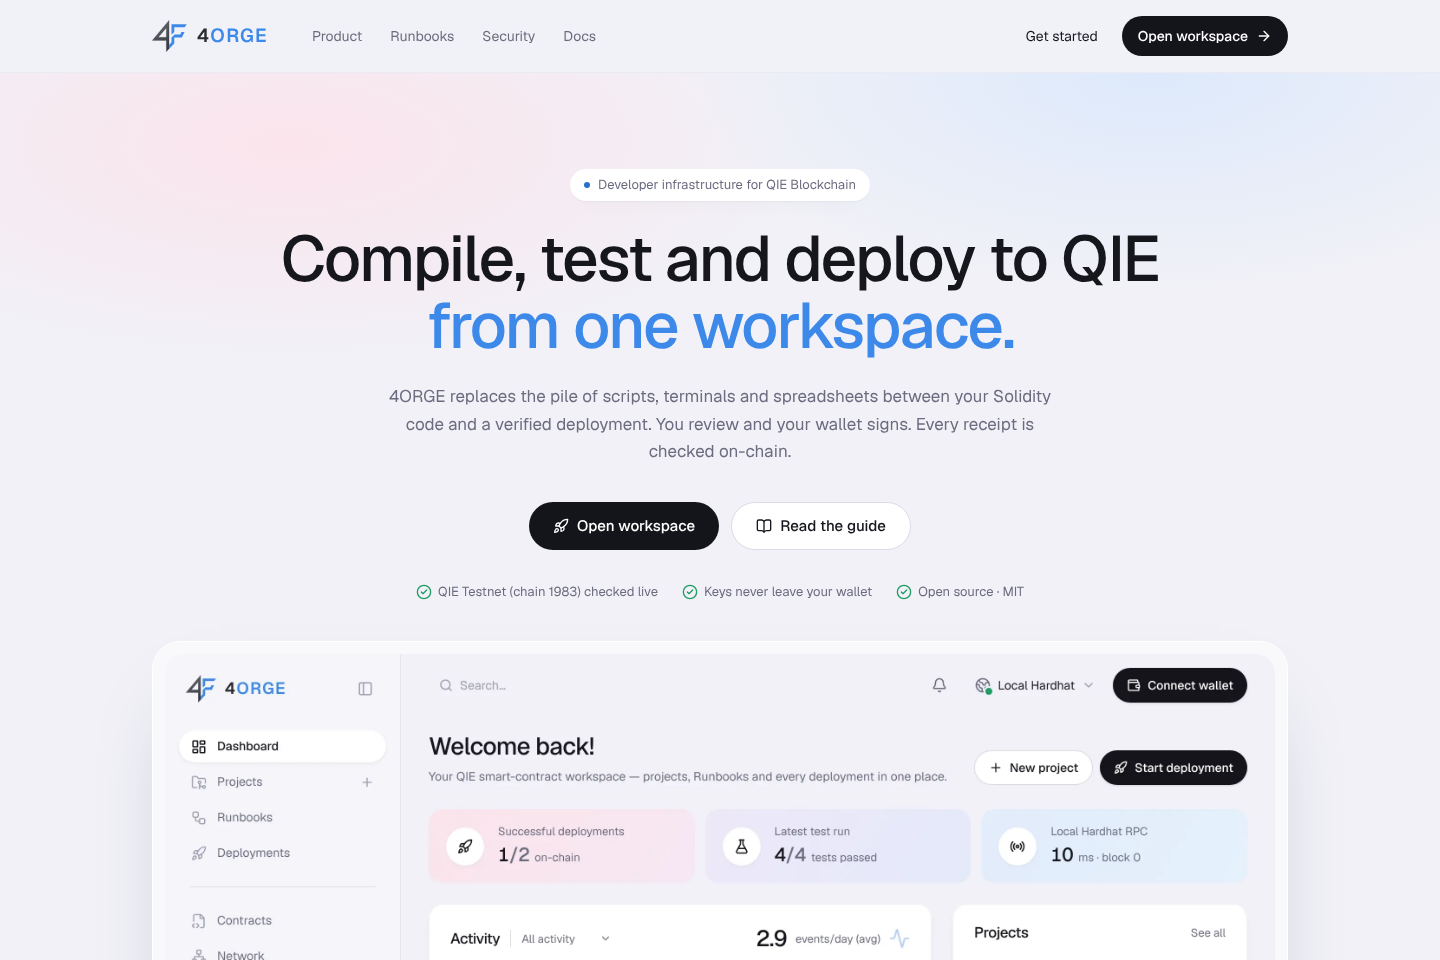 4ORGE
Product
Runbooks
Security
Docs
Get started
Open workspace
Developer infrastructure for QIE Blockchain
Compile, test and deploy to QIE
from one workspace.
4ORGE replaces the pile of scripts, terminals and spreadsheets between your Solidity
code and a verified deployment. You review and your wallet signs. Every receipt is
checked on-chain.
Open workspace
Read the guide
QIE Testnet (chain 1983) checked live
Keys never leave your wallet
Open source · MIT
4ORGE
Search...
Local Hardhat
Connect wallet
Dashboard
Projects
Runbooks
Deployments
Contracts
Network
Welcome back!
Your QIE smart-contract workspace — projects, Runbooks and every deployment in one place.
New project
Start deployment
Successful deployments
1/2 on-chain
Latest test run
4/4 tests passed
Local Hardhat RPC
10 ms · block 0
Activity
All activity
2.9 events/day (avg)
Projects
See all